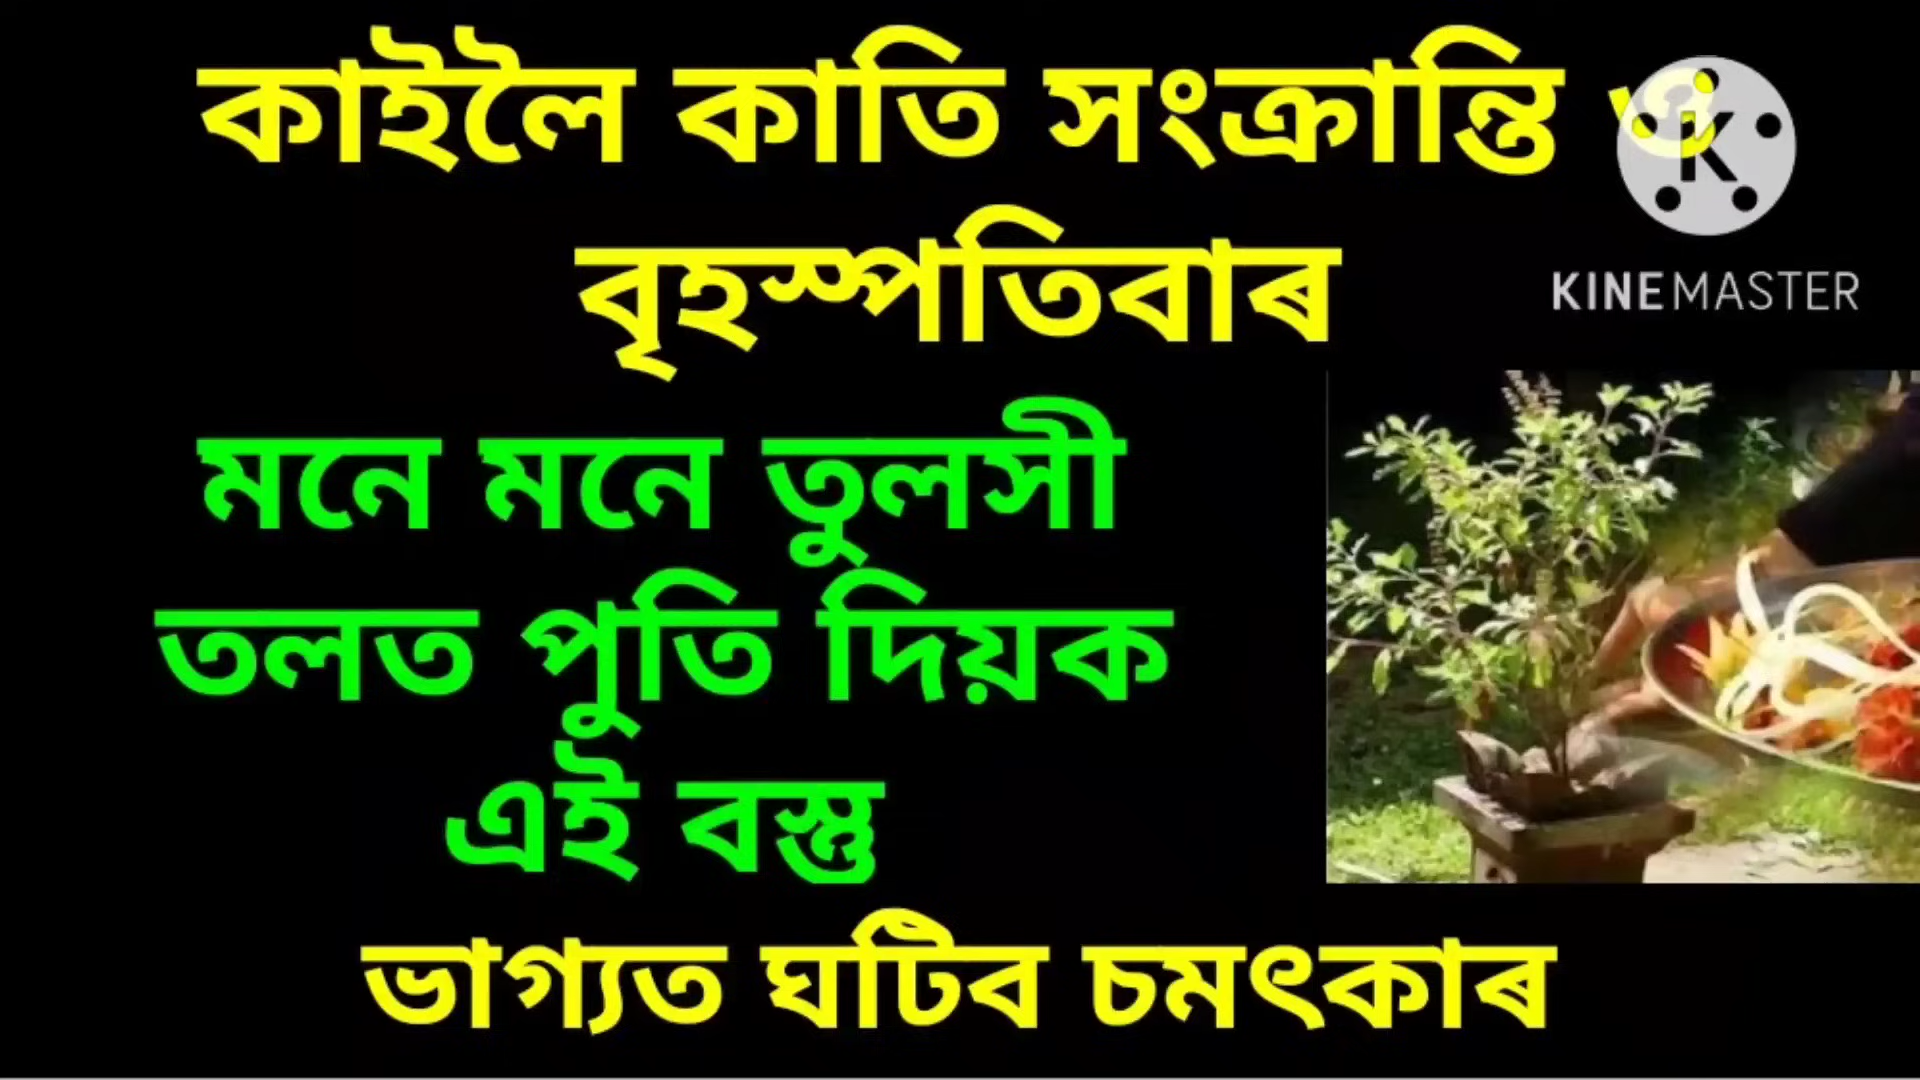 কাইলৈ কাতি সংক্ৰান্তি ও
বৃহস্পতিবাৰ
মনে মনে তুলসী
তলত পুতি দিয়ক
এই বস্তু
ভাগ্যত ঘটিব চমৎকাৰ
KINEMASTER